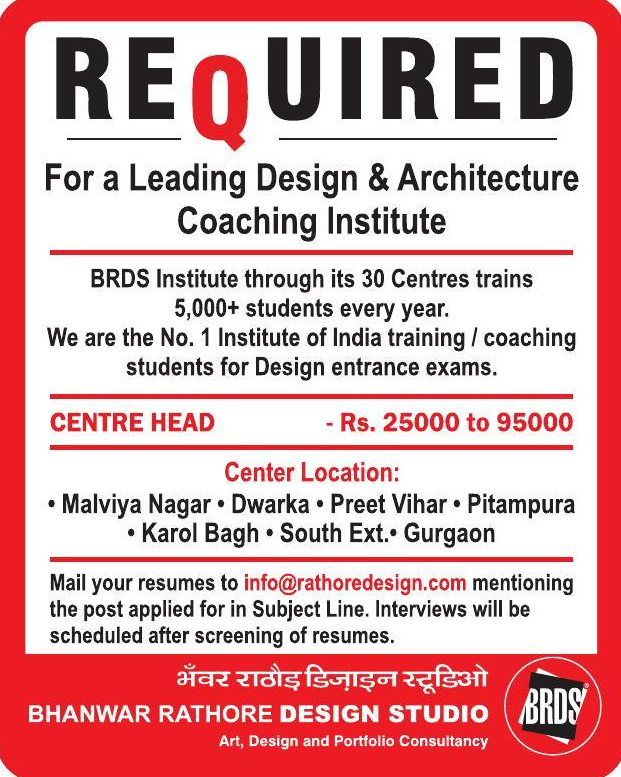 REQUIRED
For a Leading Design & Architecture
Coaching Institute
BRDS Institute through its 30 Centres trains
5,000+ students every year.
We are the No. 1 Institute of India training / coaching
students for Design entrance exams.
CENTRE HEAD - Rs. 25000 to 95000
Center Location:
• Malviya Nagar • Dwarka • Preet Vihar • Pitampura
• Karol Bagh • South Ext.• Gurgaon
Mail your resumes to info@rathoredesign.com mentioning
the post applied for in Subject Line. Interviews will be
scheduled after screening of resumes.
भँवर राठौड़ डिज़ाइन स्टूडिओ
BHANWAR RATHORE DESIGN STUDIO
Art, Design and Portfolio Consultancy
BRDS®